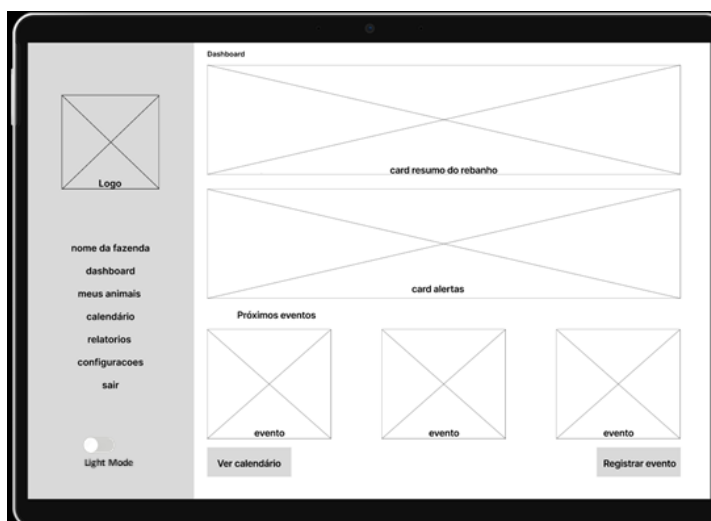 Dashboard
card resumo do rebanho
Logo
nome da fazenda
dashboard
meus animais
calendário
relatorios
configuracoes
sair
Light Mode
card alertas
Próximos eventos
evento
evento
evento
Ver calendário
Registrar evento